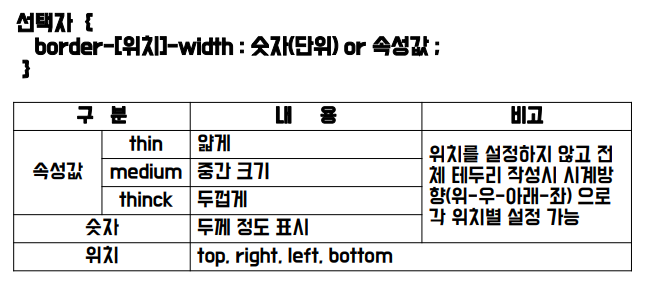 선택자 {
border-[위치]-width : 숫자(단위) or 속성값 ;
}
구 분 내 용 비고
속성값 thin 얇게 위치를 설정하지 않고 전
체 테두리 작성시 시계방
향(위-우-아래-좌) 으로
각 위치별 설정 가능
medium 중간 크기
thinck 두껍게
숫자 두께 정도 표시
위치 top, right, left, bottom